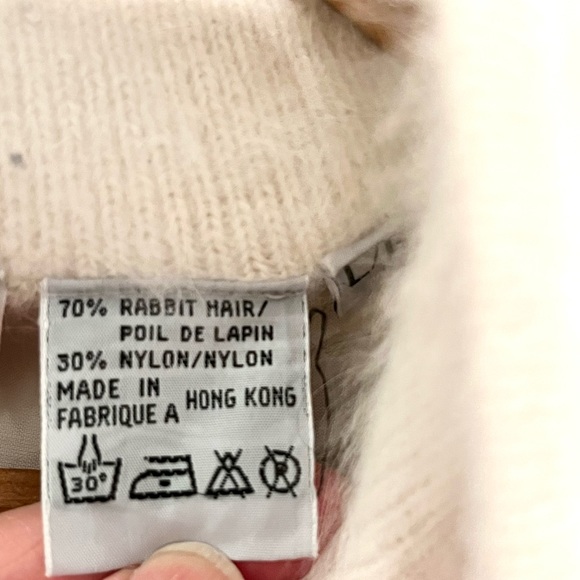 70% RABBIT HAIR/
POIL DE LAPIN
30% NYLON/NYLON
MADE IN
FABRIQUE A HONG KONG
30°
P
L/